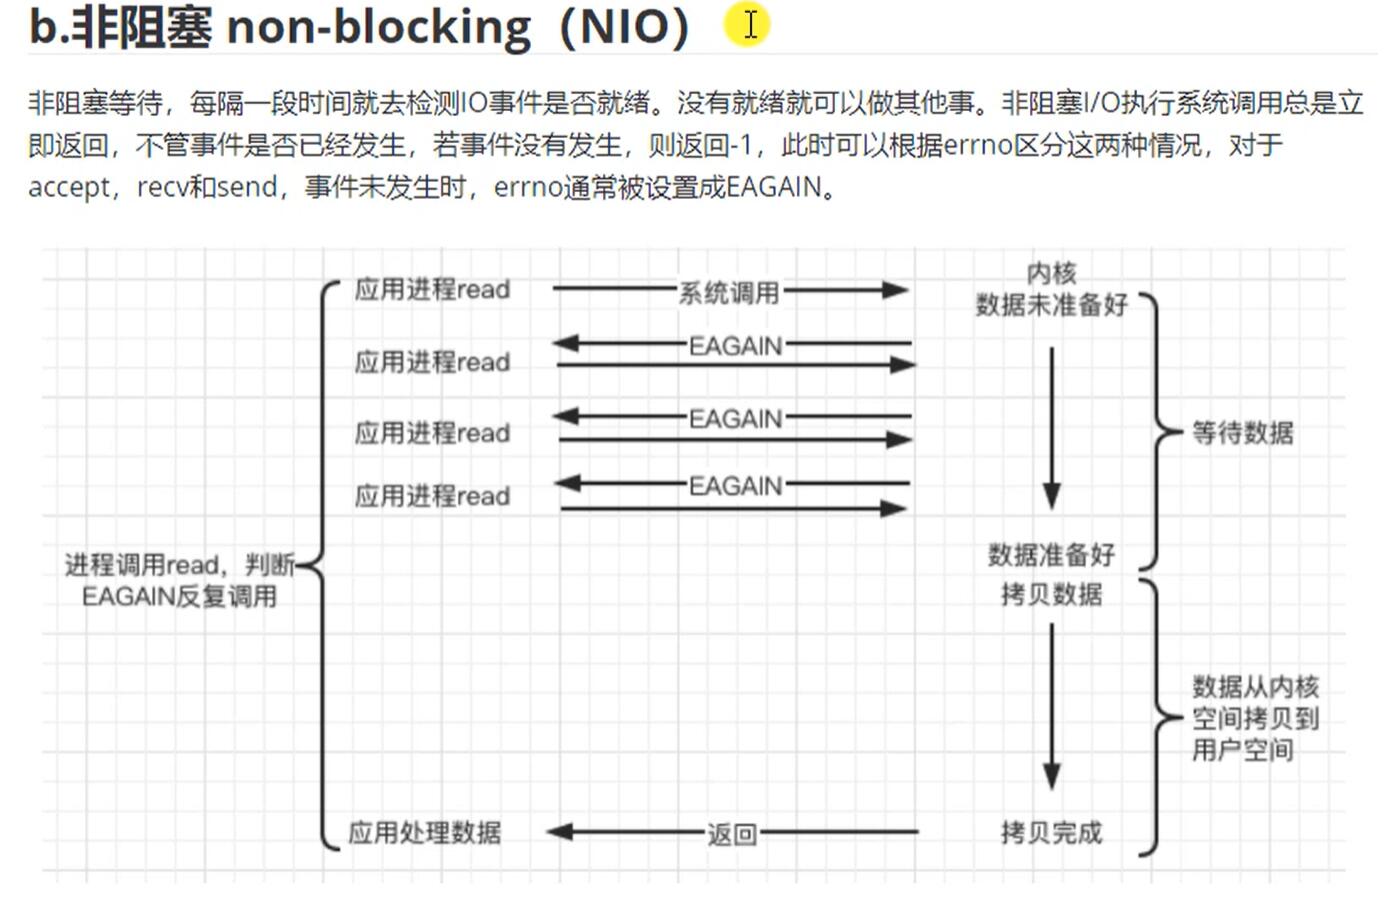 b.非阻塞 non-blocking（NIO）
非阻塞等待，每隔一段时间就去检测IO事件是否就绪。没有就绪就可以做其他事。非阻塞I/O执行系统调用总是立
即返回，不管事件是否已经发生，若事件没有发生，则返回-1，此时可以根据errno区分这两种情况，对于
accept，recv和send，事件未发生时，errno通常被设置成EAGAIN。
内核
应用进程read
系统调用
数据未准备好
EAGAIN
应用进程read
EAGAIN
应用进程read
等待数据
EAGAIN
应用进程read
数据准备好
进程调用read，判断
EAGAIN反复调用
拷贝数据
数据从内核
空间拷贝到
用户空间
应用处理数据
返回
拷贝完成